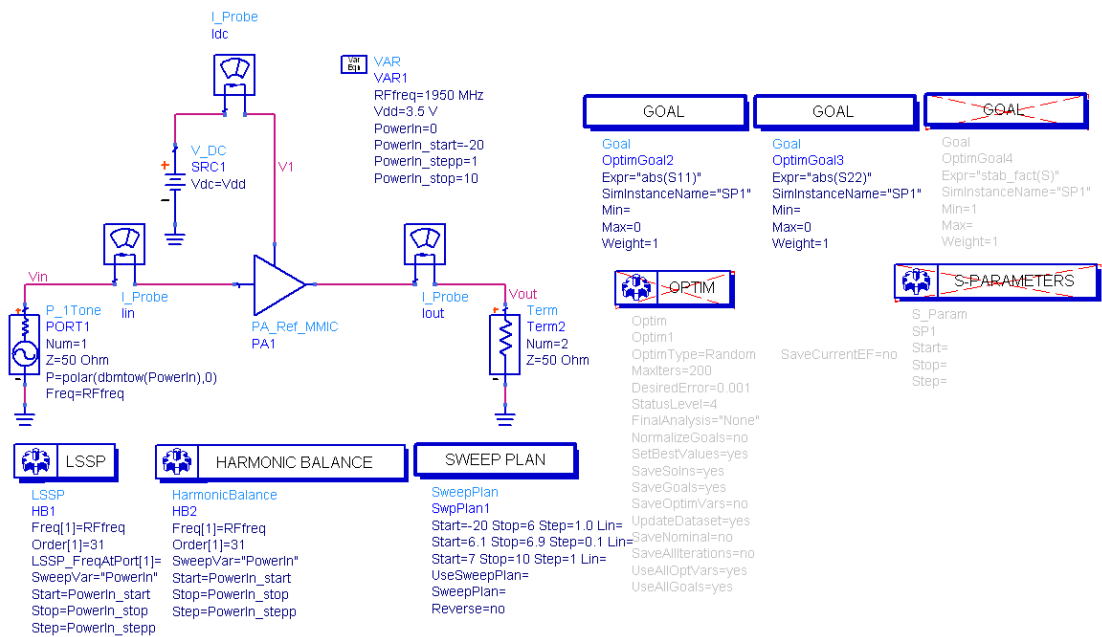 I_Probe
Idc
Var
Eqn
VAR
VAR1
RFfreq=1950 MHz
Vdd=3.5 V
PowerIn=0
PowerIn_start=-20
PowerIn_stepp=1
PowerIn_stop=10
V_DC
SRC1
Vdc=Vdd
V1
Vin
I_Probe
Iin
PA_Ref_MMIC
PA1
I_Probe
Iout
Vout
P_1Tone
PORT1
Num=1
Z=50 Ohm
P=polar(dbmtow(PowerIn),0)
Freq=RFfreq
Term
Term2
Num=2
Z=50 Ohm
GOAL
Goal
OptimGoal2
Expr="abs(S11)"
SimInstanceName="SP1"
Min=
Max=0
Weight=1
GOAL
Goal
OptimGoal3
Expr="abs(S22)"
SimInstanceName="SP1"
Min=
Max=0
Weight=1
GOAL
Goal
OptimGoal4
Expr="stab_fact(S)"
SimInstanceName="SP1"
Min=1
Max=
Weight=1
OPTIM
Optim
Optim1
OptimType=Random SaveCurrentEF=no
MaxIters=200
DesiredError=0.001
StatusLevel=4
FinalAnalysis="None"
NormalizeGoals=no
SetBestValues=yes
SaveSolns=yes
SaveGoals=yes
SaveOptimVars=no
UpdateDataset=yes
SaveNominal=no
SaveAllIterations=no
UseAllOptVars=yes
UseAllGoals=yes
S-PARAMETERS
S_Param
SP1
Start=
Stop=
Step=
LSSP
LSSP
HB1
Freq[1]=RFfreq
Order[1]=31
LSSP_FreqAtPort[1]=
SweepVar="PowerIn"
Start=PowerIn_start
Stop=PowerIn_stop
Step=PowerIn_stepp
HARMONIC BALANCE
HarmonicBalance
HB2
Freq[1]=RFfreq
Order[1]=31
SweepVar="PowerIn"
Start=PowerIn_start
Stop=PowerIn_stop
Step=PowerIn_stepp
SWEEP PLAN
SweepPlan
SwpPlan1
Start=-20 Stop=6 Step=1.0 Lin=
Start=6.1 Stop=6.9 Step=0.1 Lin=
Start=7 Stop=10 Step=1 Lin=
UseSweepPlan=
SweepPlan=
Reverse=no